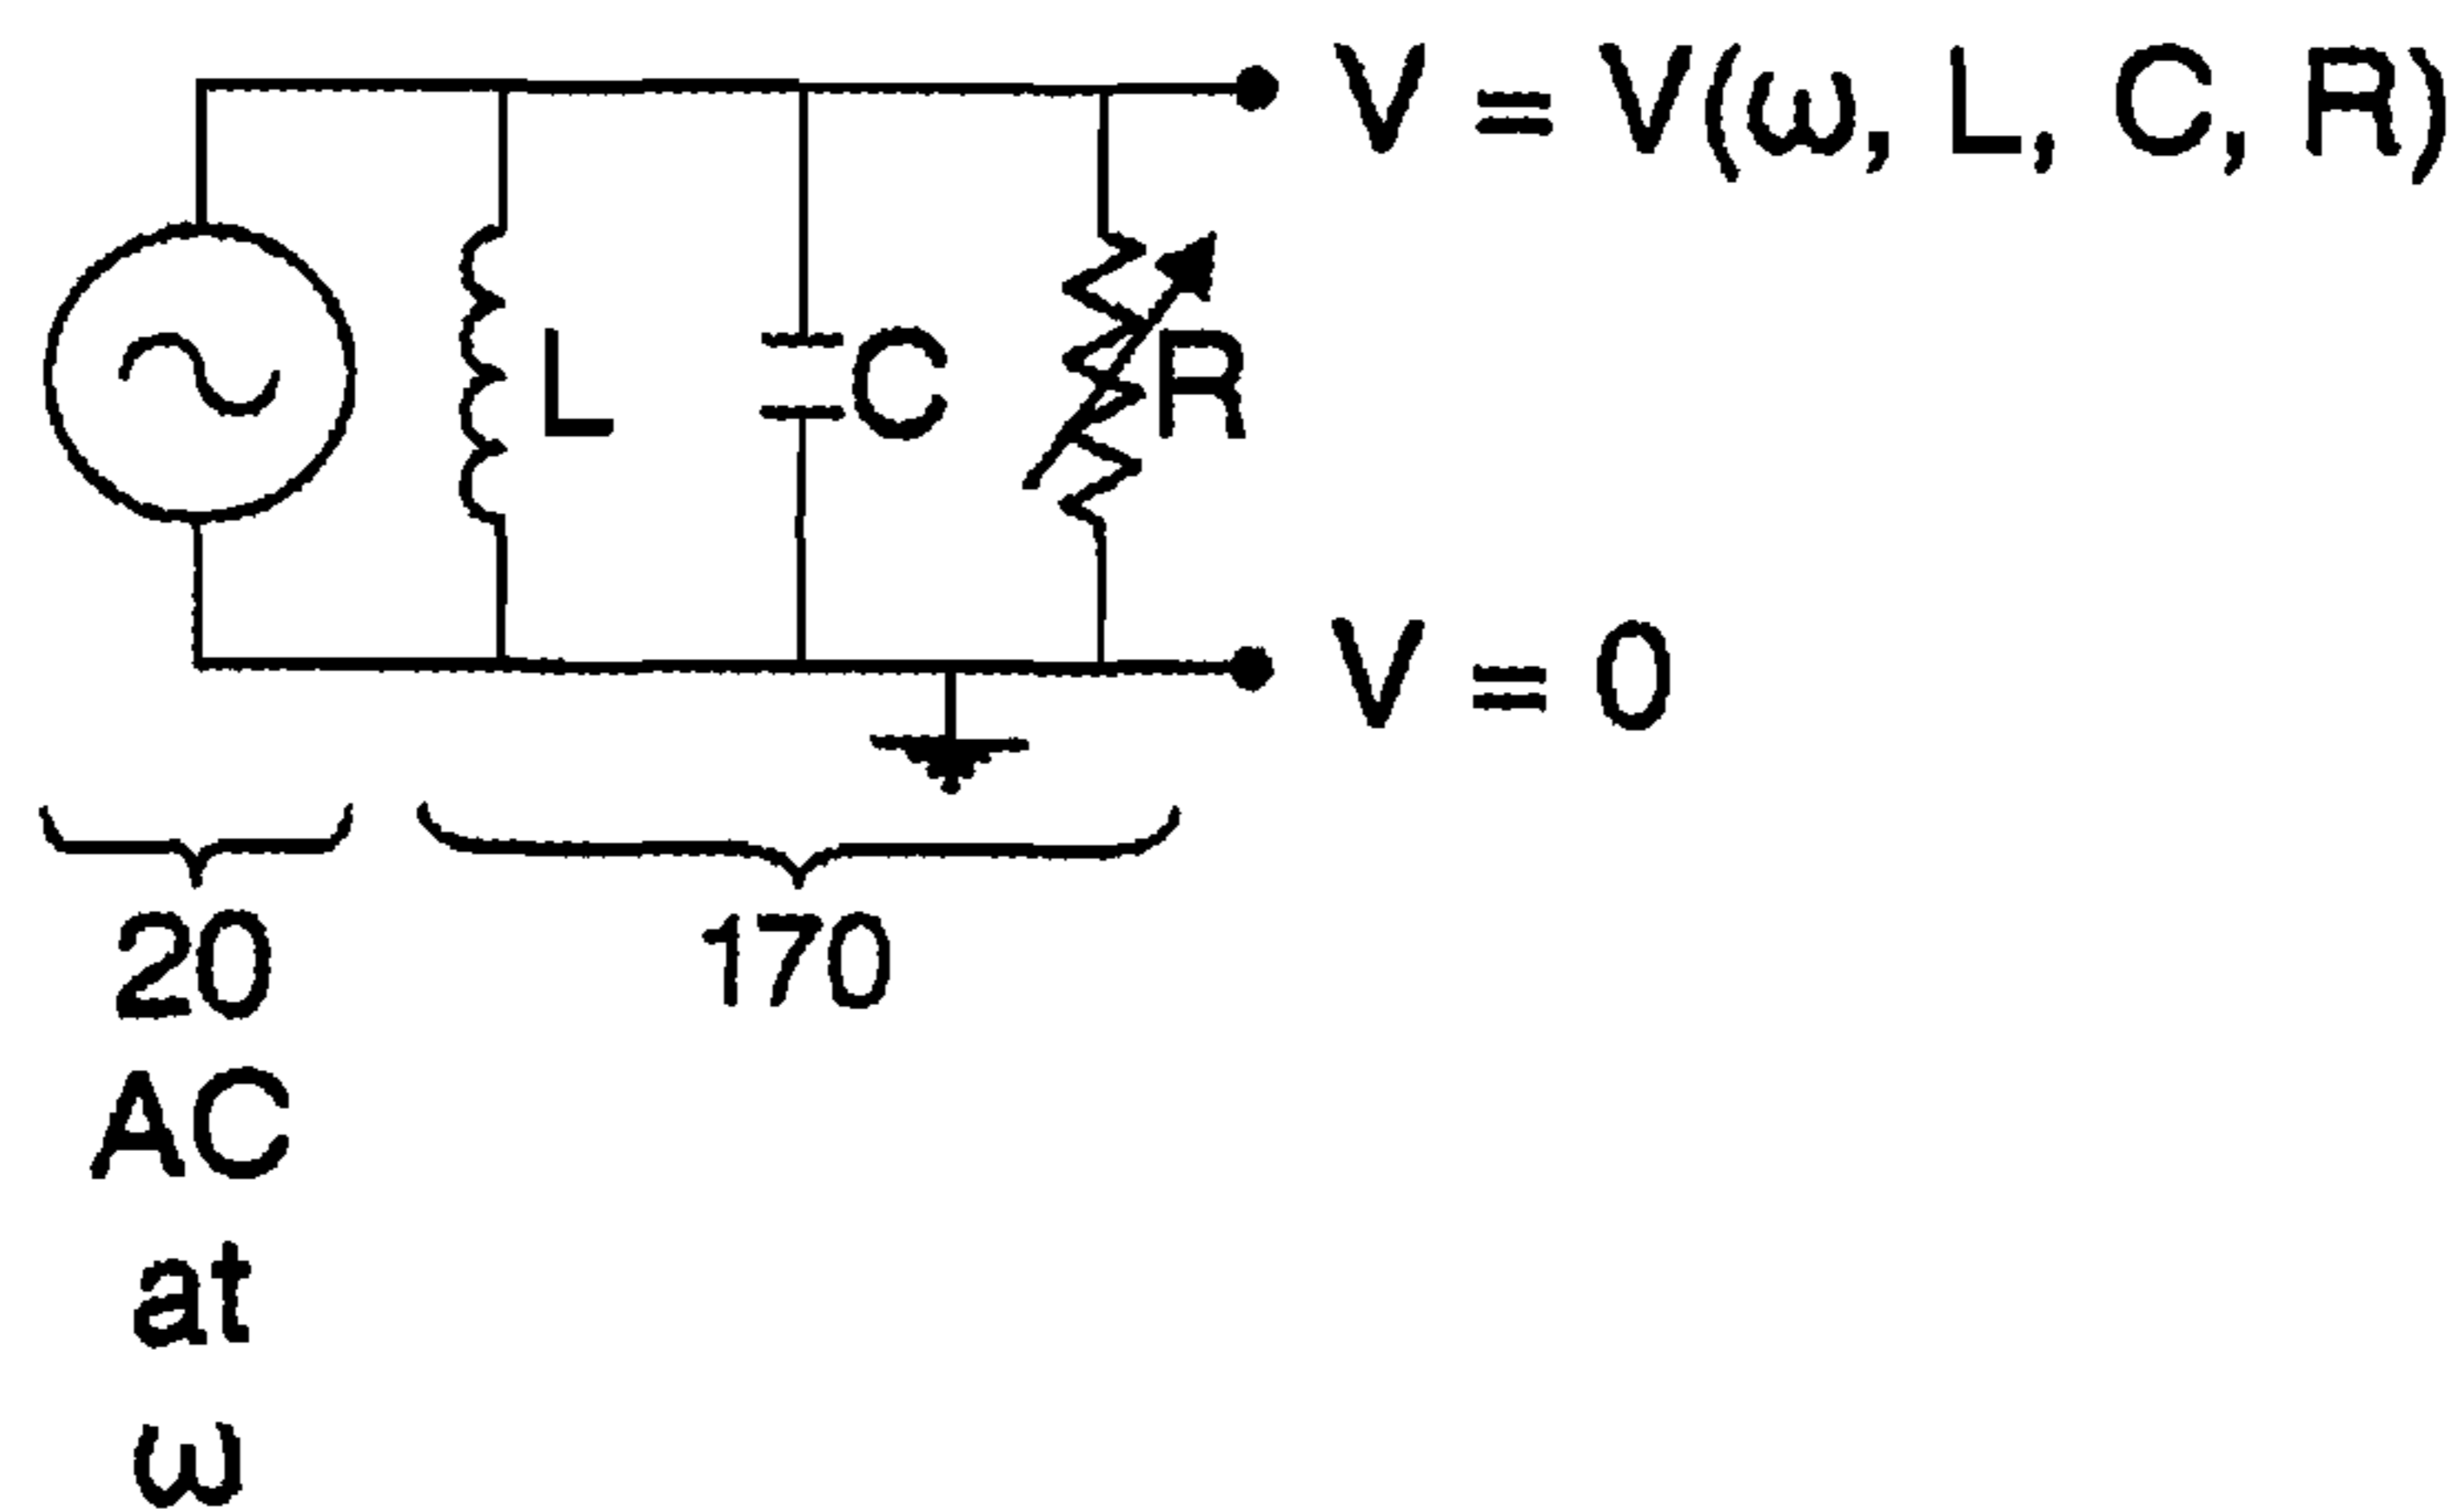 V = V(ω, L, C, R)
L
C
R
V = 0
20
170
AC
at
ω